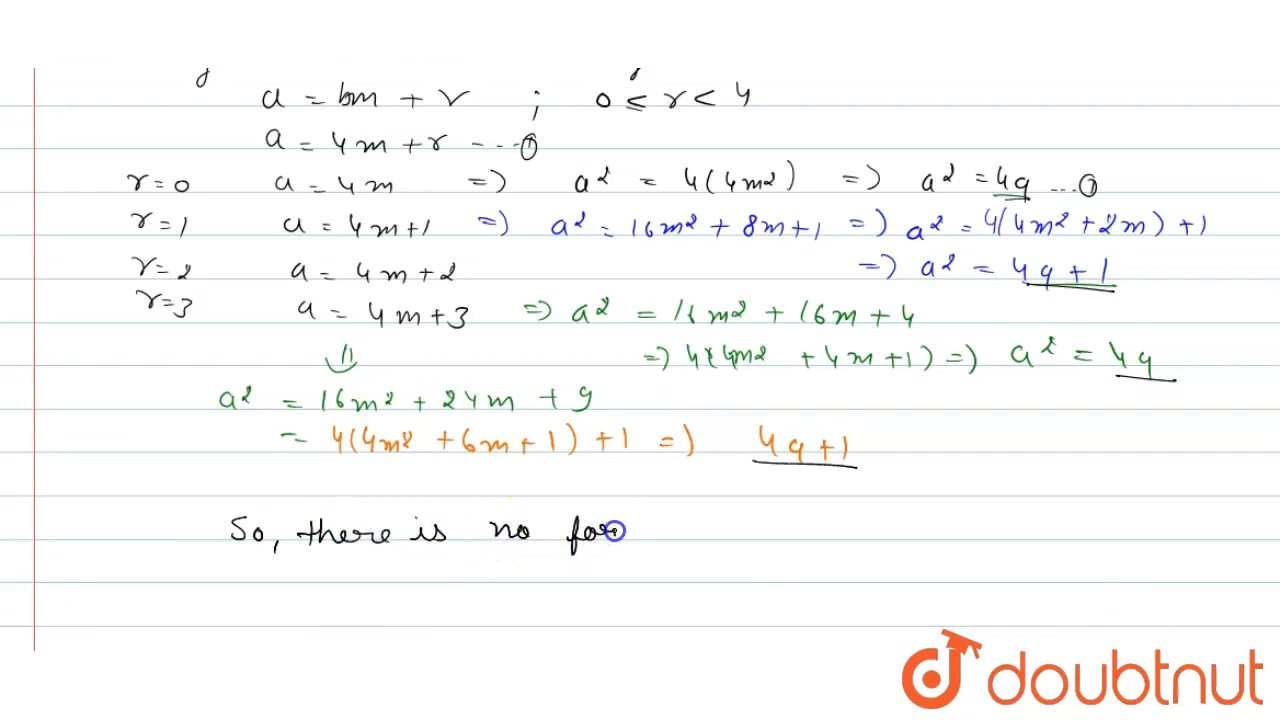 a = bm + r ; 0 ≤ r < 4
a = 4m + r ---①
r=0 a = 4m => a² = 4(4m²) => a² = 4q ...①
r=1 a = 4m+1 => a² = 16m² + 8m+1 => a² = 4(4m² + 2m) + 1
=> a² = 4q + 1
r=2 a = 4m+2
r=3 a = 4m+3 => a² = 16m² + 16m + 4
=> 4(4m² + 4m+1) => a² = 4q
a² = 16m² + 24m + 9
= 4(4m² + 6m + 1) + 1 => 4q + 1
So, there is no for
doubtnut